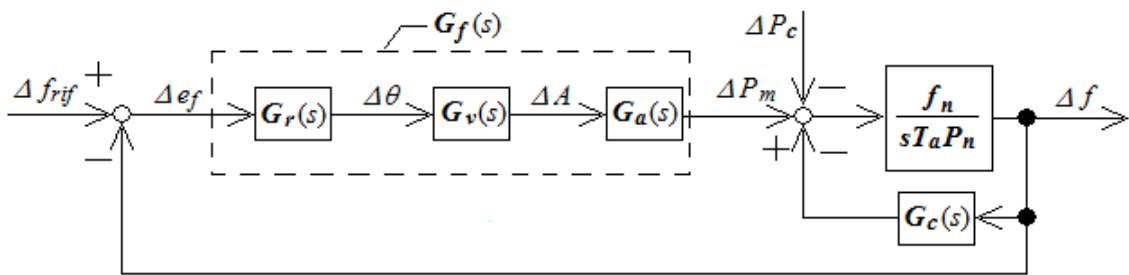 G_f(s)
ΔP_c
Δf_rif + Δe_f G_r(s) Δθ G_v(s) ΔA G_a(s) ΔP_m − f_n / sT_aP_n Δf
− + −
G_c(s)